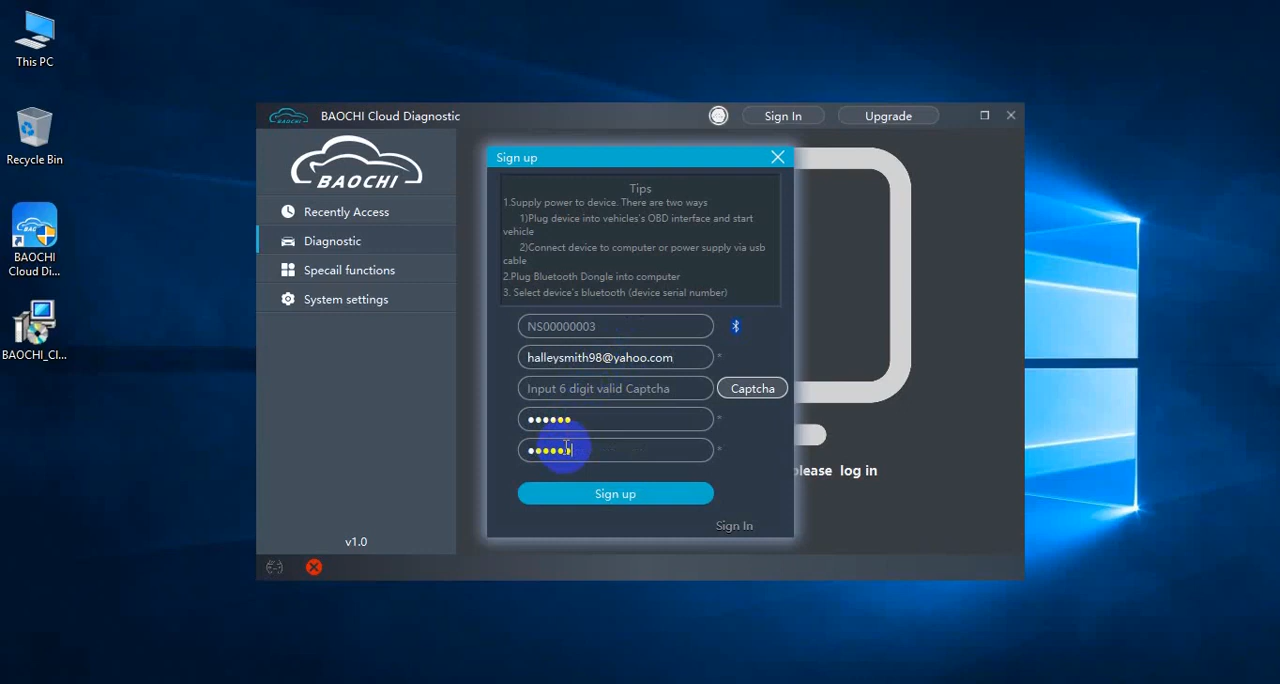 This PC
Recycle Bin
BAOCHI
Cloud Di...
BAOCHI_Cl...
BAOCHI Cloud Diagnostic
Sign In
Upgrade
BAOCHI
Recently Access
Diagnostic
Specail functions
System settings
v1.0
Sign up
Tips
1.Supply power to device. There are two ways
1)Plug device into vehicles's OBD interface and start
vehicle
2)Connect device to computer or power supply via usb
cable
2.Plug Bluetooth Dongle into computer
3. Select device's bluetooth (device serial number)
NS00000003
halleysmith98@yahoo.com *
Input 6 digit valid Captcha
Captcha
•••••• *
•••••• *
Sign up
Sign In
please log in